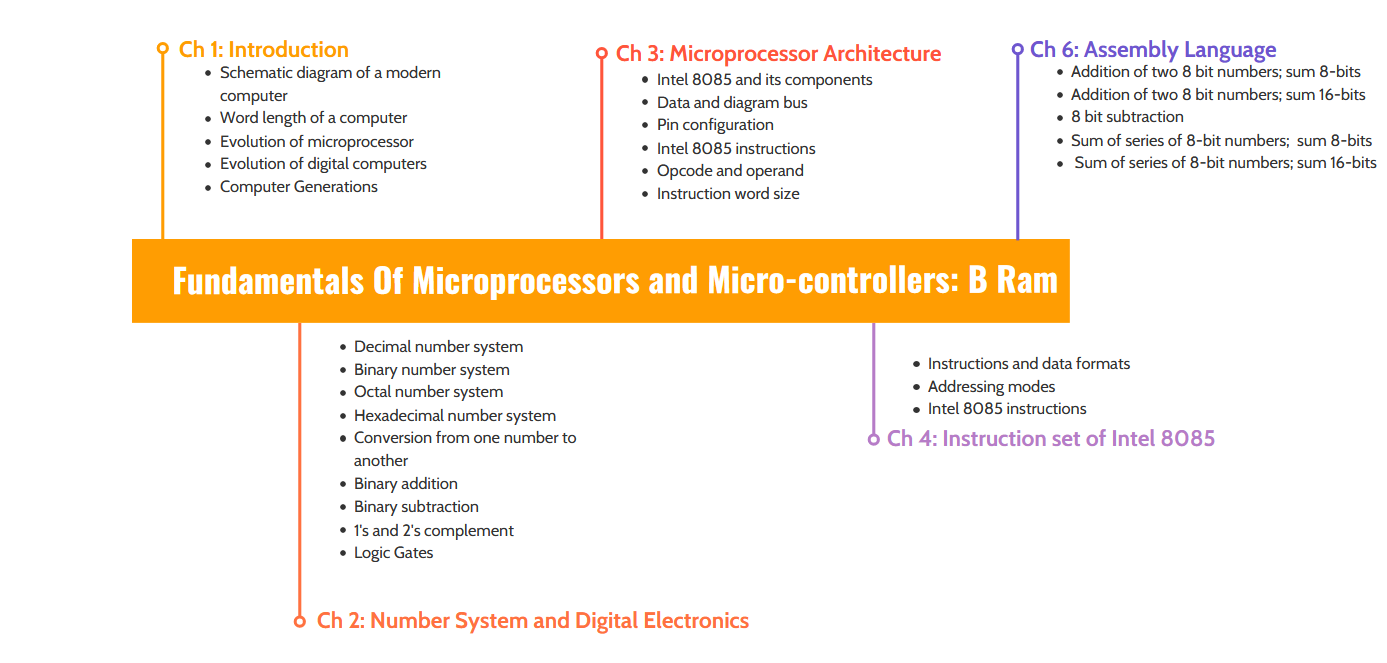 Ch 1: Introduction
Schematic diagram of a modern
computer
Word length of a computer
Evolution of microprocessor
Evolution of digital computers
Computer Generations
Ch 3: Microprocessor Architecture
Intel 8085 and its components
Data and diagram bus
Pin configuration
Intel 8085 instructions
Opcode and operand
Instruction word size
Ch 6: Assembly Language
Addition of two 8 bit numbers; sum 8-bits
Addition of two 8 bit numbers; sum 16-bits
8 bit subtraction
Sum of series of 8-bit numbers; sum 8-bits
Sum of series of 8-bit numbers; sum 16-bits
Fundamentals Of Microprocessors and Micro-controllers: B Ram
Decimal number system
Binary number system
Octal number system
Hexadecimal number system
Conversion from one number to
another
Binary addition
Binary subtraction
1's and 2's complement
Logic Gates
Ch 2: Number System and Digital Electronics
Instructions and data formats
Addressing modes
Intel 8085 instructions
Ch 4: Instruction set of Intel 8085